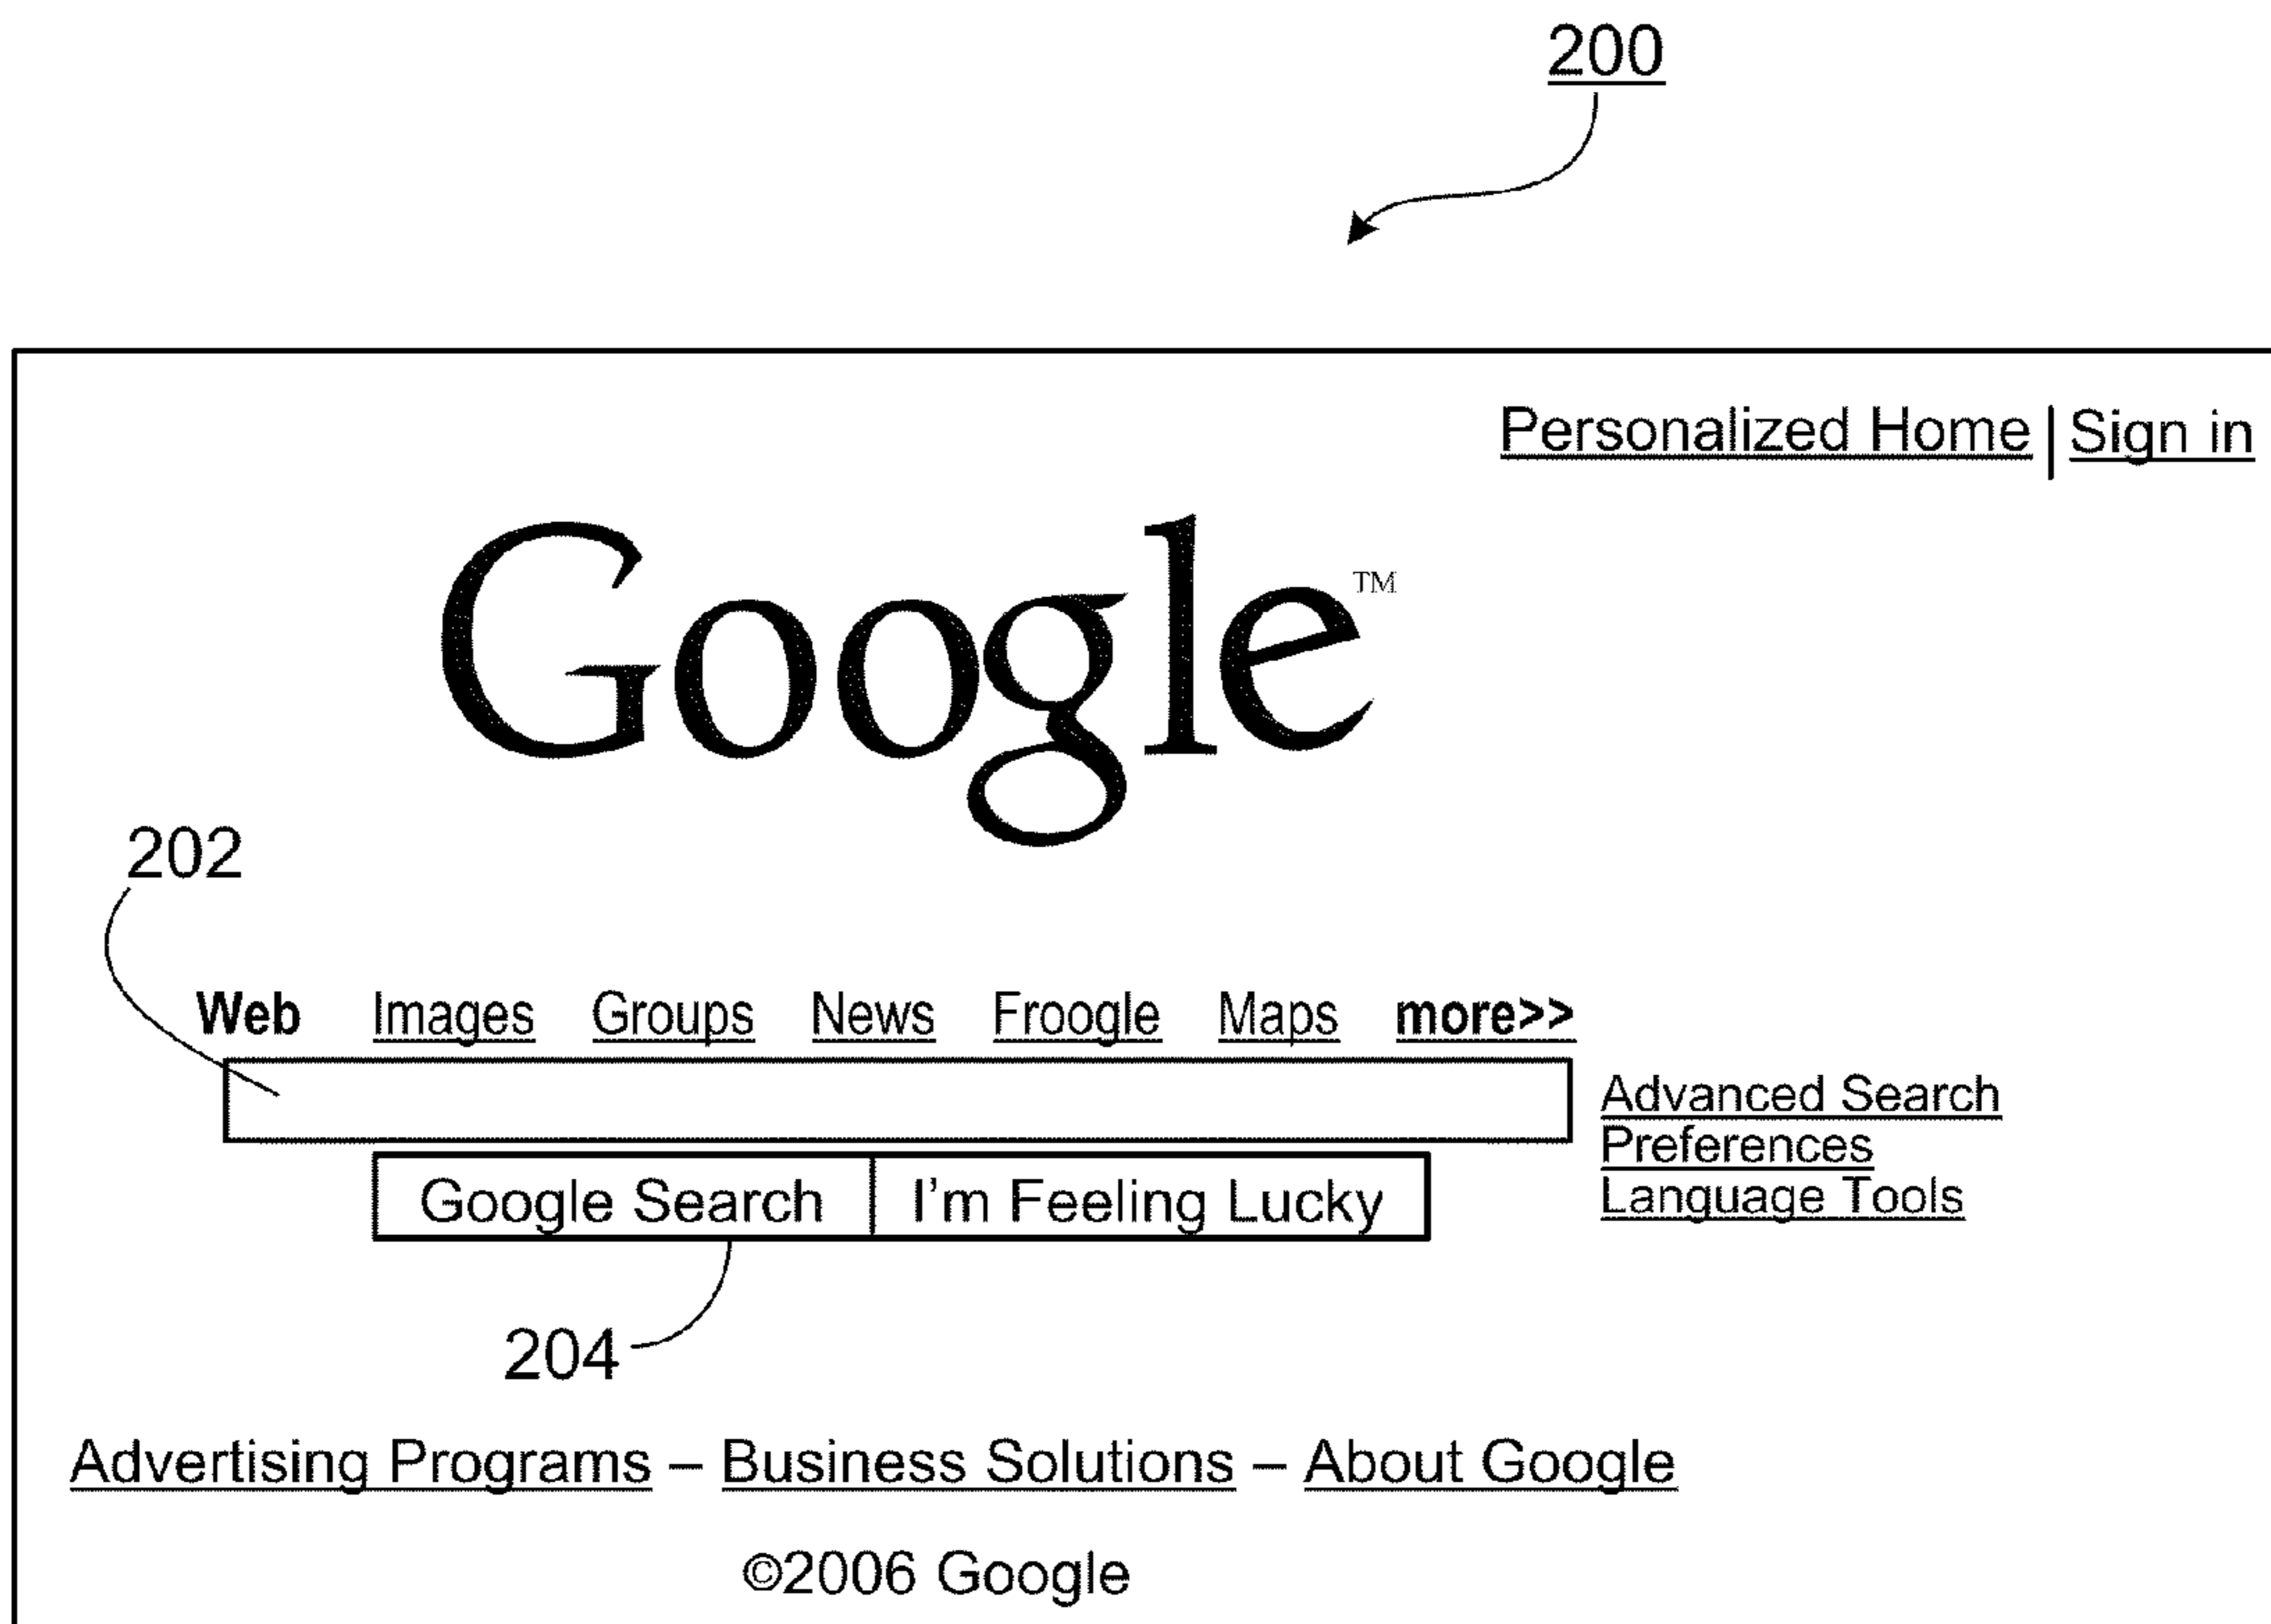 200
Personalized Home | Sign in
Google™
202
Web Images Groups News Froogle Maps more>>
Advanced Search
Preferences
Language Tools
Google Search I'm Feeling Lucky
204
Advertising Programs – Business Solutions – About Google
©2006 Google